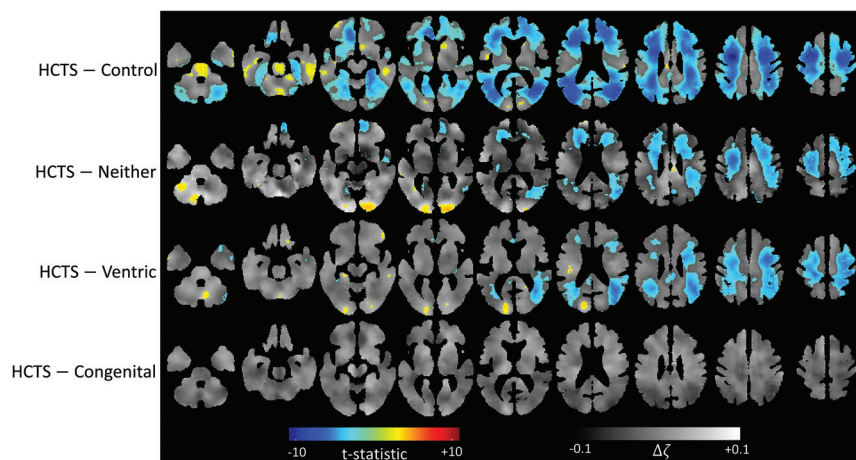 HCTS – Control
HCTS – Neither
HCTS – Ventric
HCTS – Congenital
-10 t-statistic +10
-0.1 Δζ +0.1